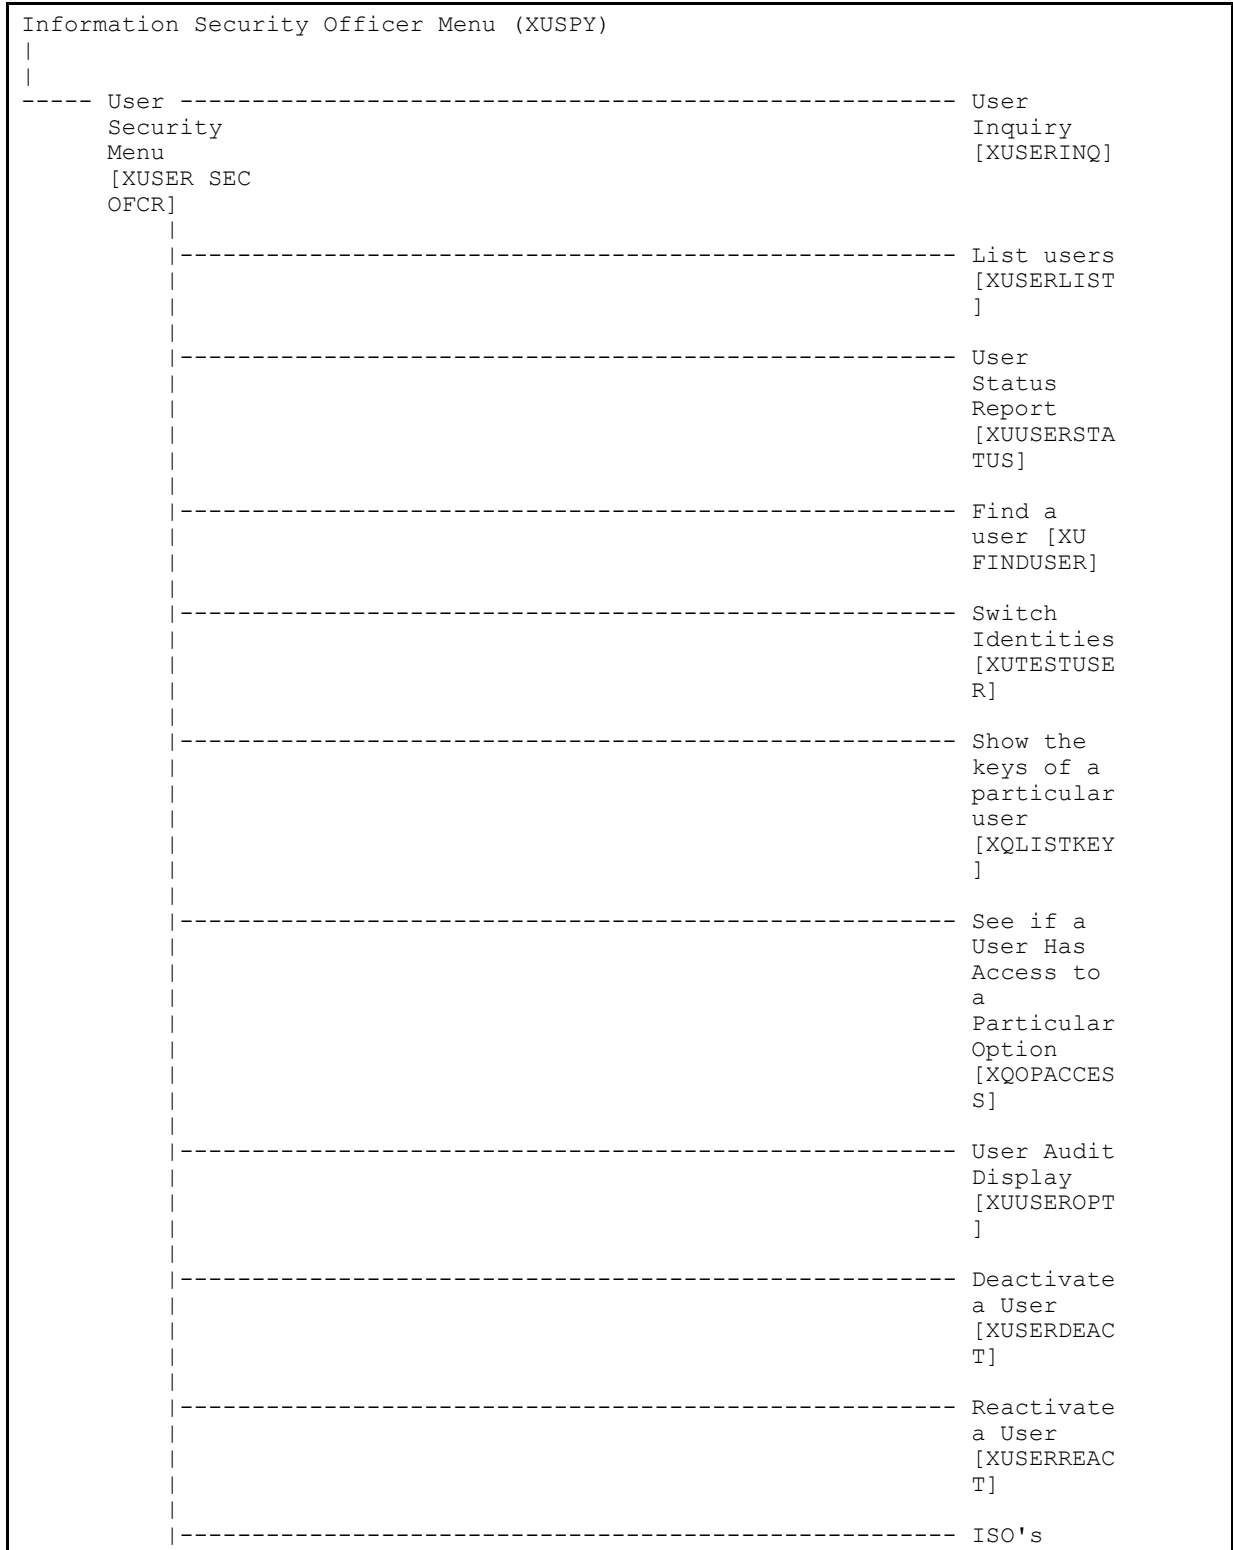 Information Security Officer Menu (XUSPY)
|
|
----- User ------------------------------------------------------ User
Security Inquiry
Menu [XUSERINQ]
[XUSER SEC
OFCR]
|
|------------------------------------------------------ List users
| [XUSERLIST
| ]
|
|------------------------------------------------------ User
| Status
| Report
| [XUUSERSTA
| TUS]
|
|------------------------------------------------------ Find a
| user [XU
| FINDUSER]
|
|------------------------------------------------------ Switch
| Identities
| [XUTESTUSE
| R]
|
|------------------------------------------------------ Show the
| keys of a
| particular
| user
| [XQLISTKEY
| ]
|
|------------------------------------------------------ See if a
| User Has
| Access to
| a
| Particular
| Option
| [XQOPACCES
| S]
|
|------------------------------------------------------ User Audit
| Display
| [XUUSEROPT
| ]
|
|------------------------------------------------------ Deactivate
| a User
| [XUSERDEAC
| T]
|
|------------------------------------------------------ Reactivate
| a User
| [XUSERREAC
| T]
|
|------------------------------------------------------ ISO's